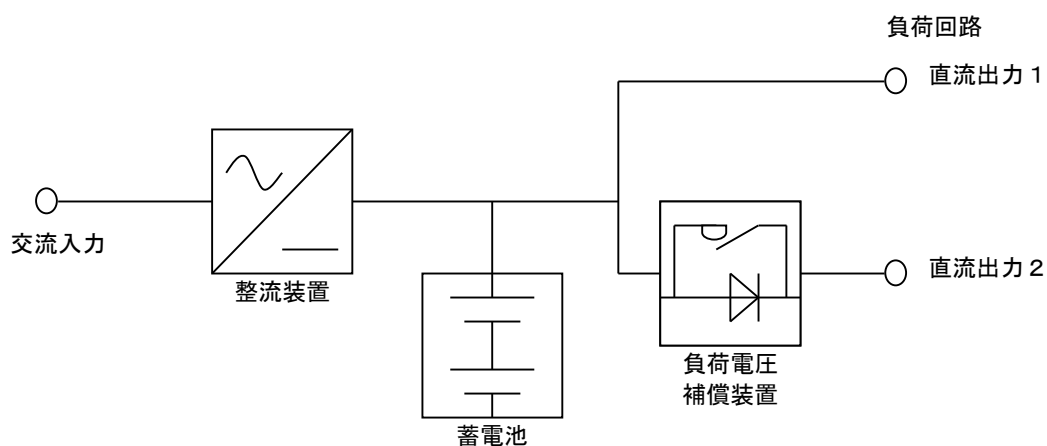 負荷回路
直流出力1
交流入力
整流装置
直流出力2
負荷電圧
補償装置
蓄電池